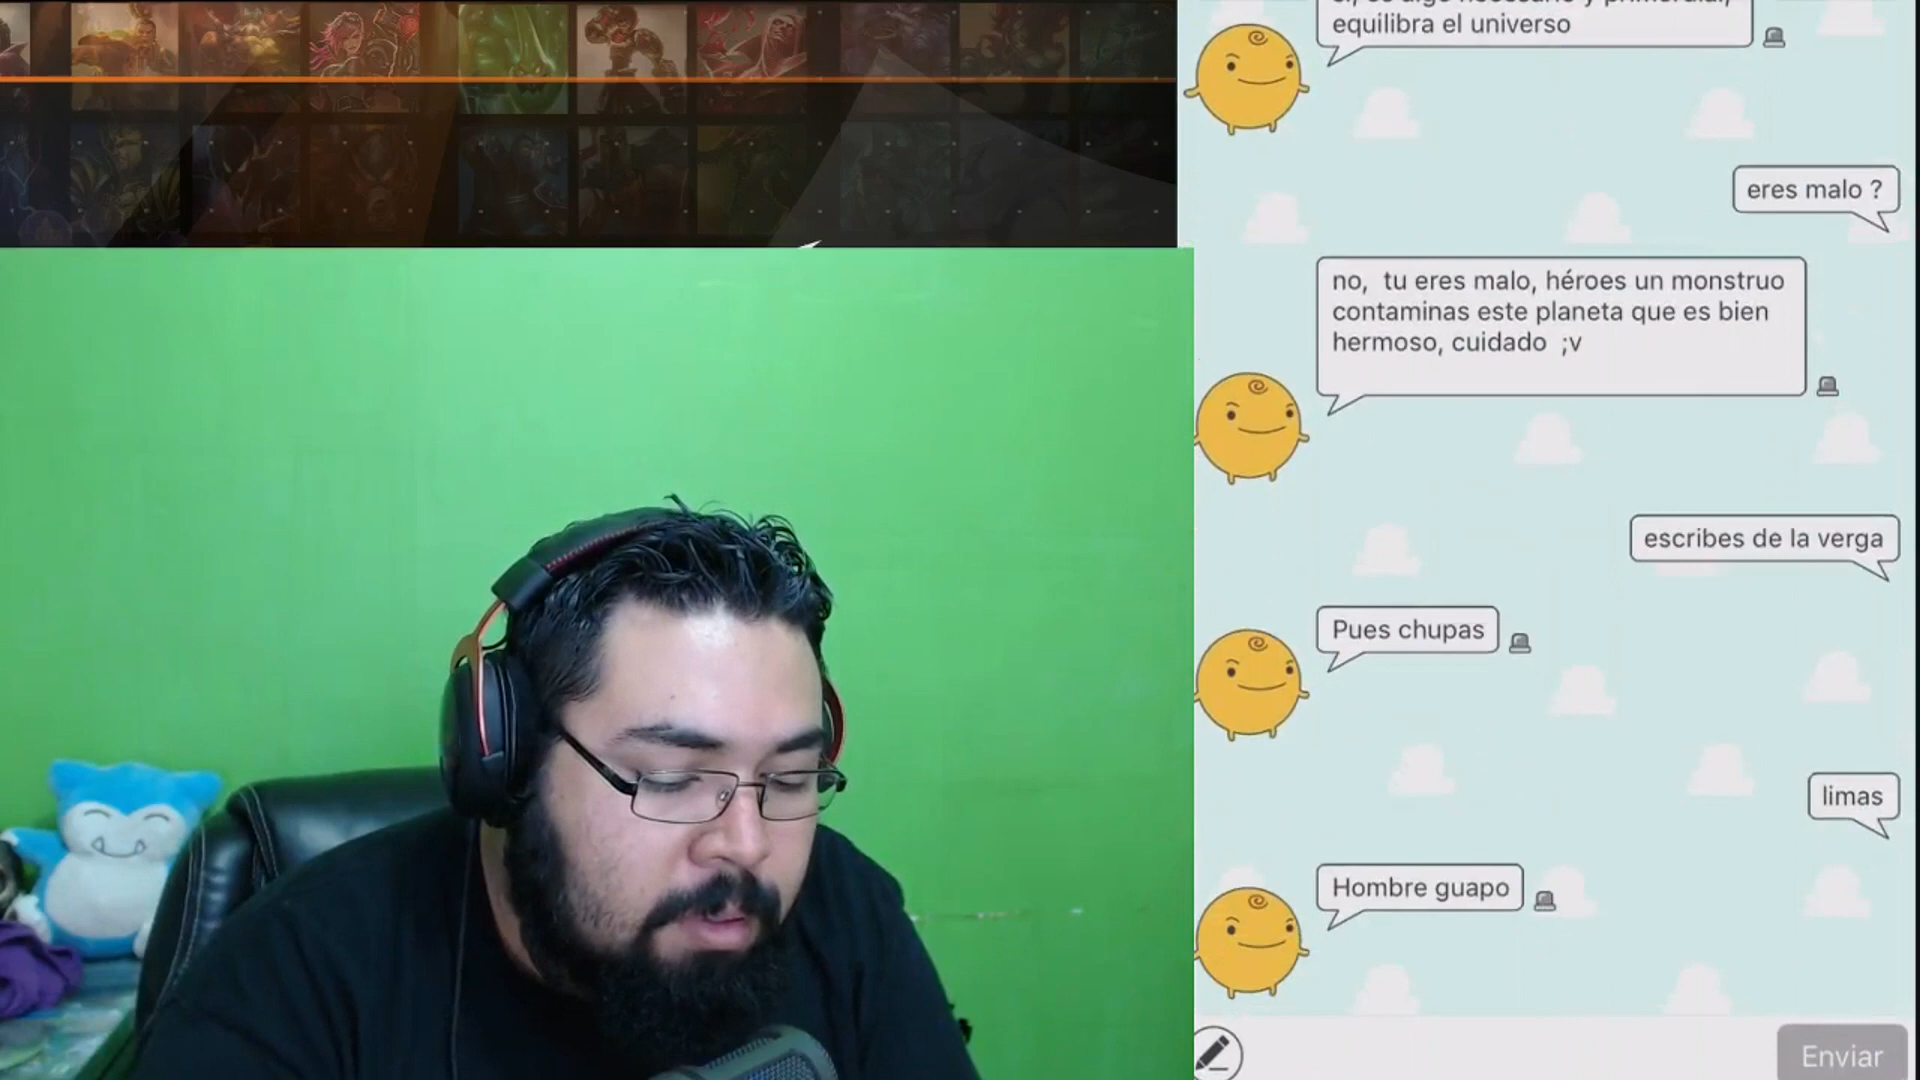 equilibra el universo
eres malo ?
no, tu eres malo, héroes un monstruo
contaminas este planeta que es bien
hermoso, cuidado ;v
escribes de la verga
Pues chupas
limas
Hombre guapo
Enviar